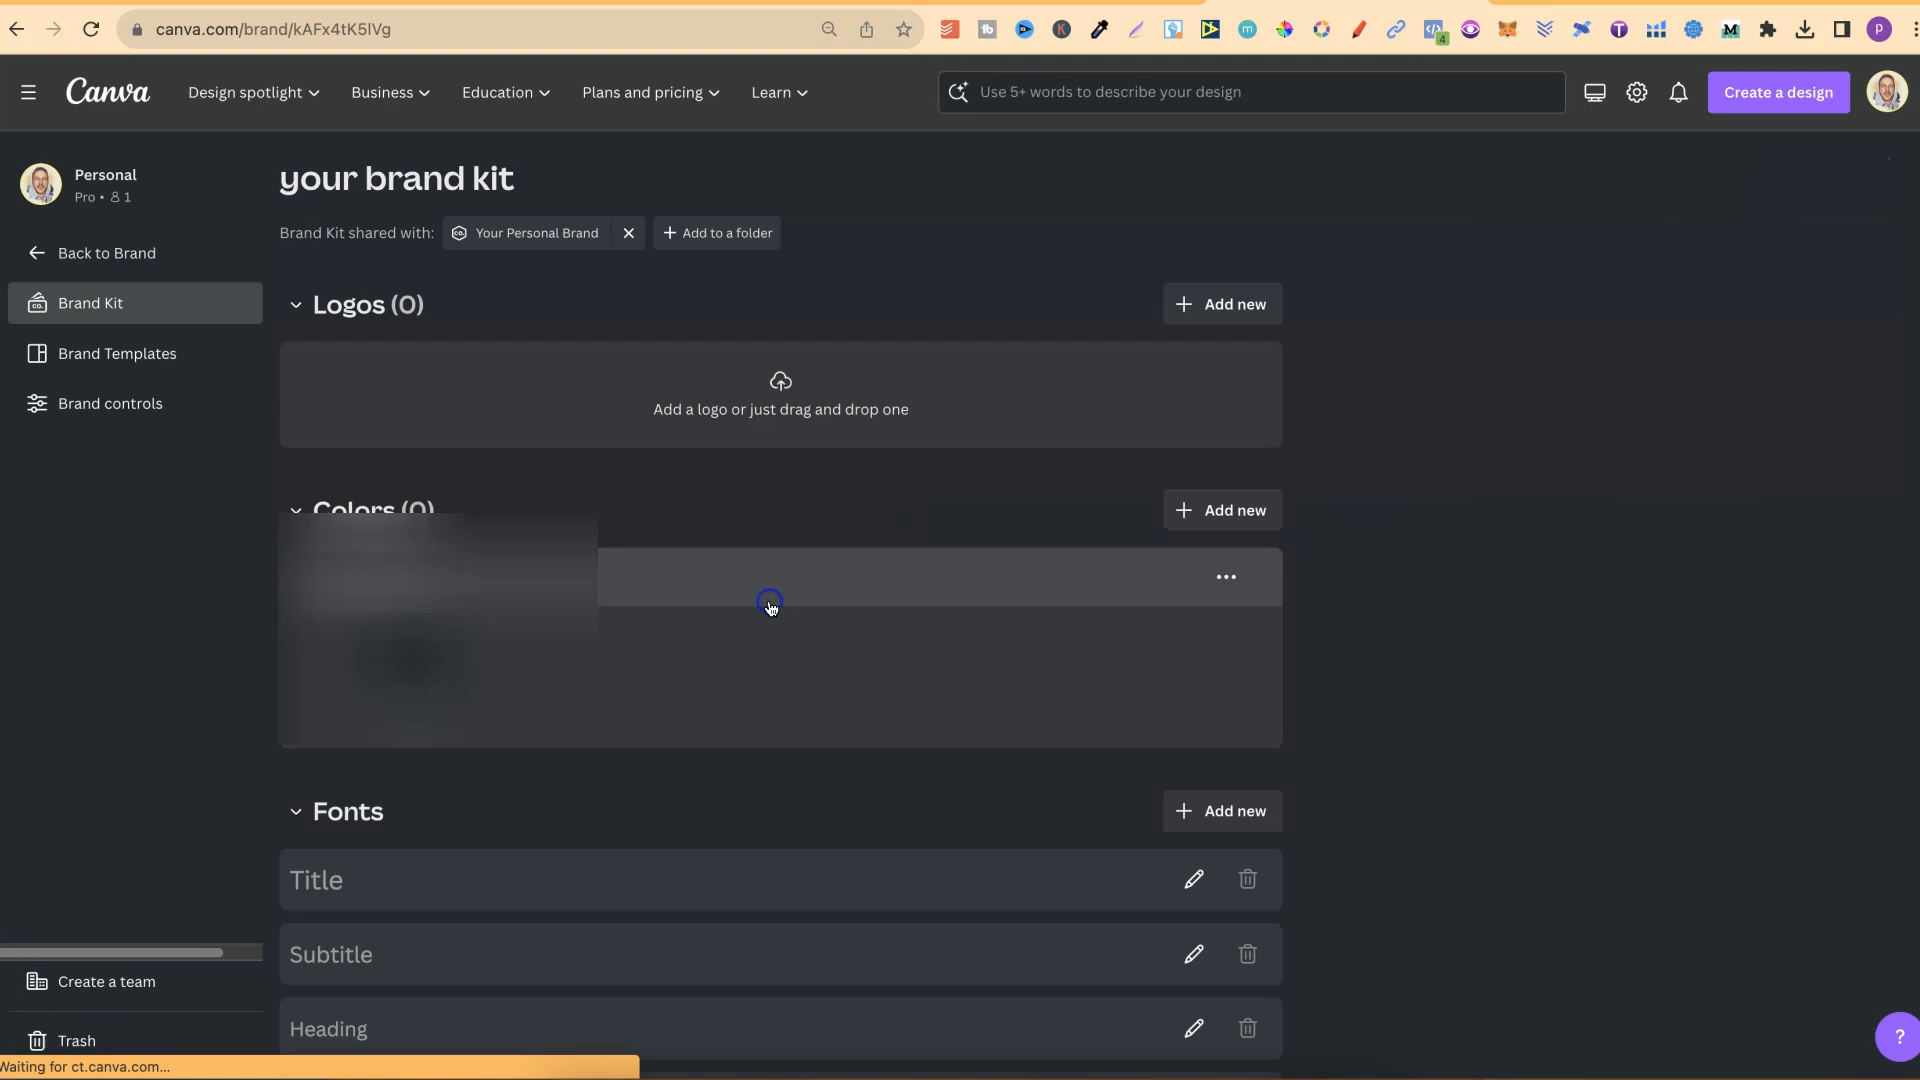 canva.com/brand/kAFx4tK5lVg
4
P
Canva
Design spotlight
Business
Education
Plans and pricing
Learn
Use 5+ words to describe your design
Create a design
Personal
Pro • 1
Back to Brand
Brand Kit
Brand Templates
Brand controls
Create a team
Trash
your brand kit
Brand Kit shared with:
Your Personal Brand
Add to a folder
Logos (0)
Add new
Add a logo or just drag and drop one
Colors (0)
Add new
Fonts
Add new
Title
Subtitle
Heading
?
Waiting for ct.canva.com...